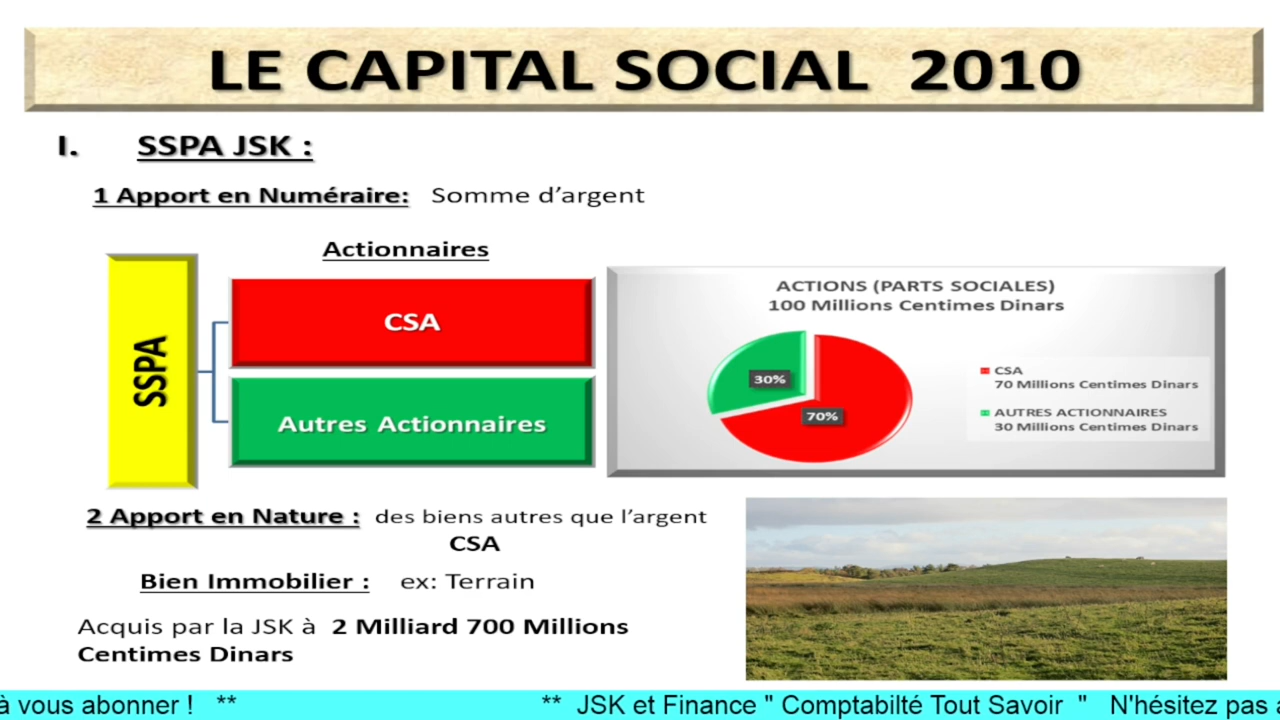 LE CAPITAL SOCIAL 2010
I. SSPA JSK :
1 Apport en Numéraire: Somme d'argent
Actionnaires
SSPA
CSA
Autres Actionnaires
ACTIONS (PARTS SOCIALES)
100 Millions Centimes Dinars
30%
70%
CSA
70 Millions Centimes Dinars
AUTRES ACTIONNAIRES
30 Millions Centimes Dinars
2 Apport en Nature : des biens autres que l'argent
CSA
Bien Immobilier : ex: Terrain
Acquis par la JSK à 2 Milliard 700 Millions
Centimes Dinars
à vous abonner ! ** ** JSK et Finance " Comptabilté Tout Savoir " N'hésitez pas à